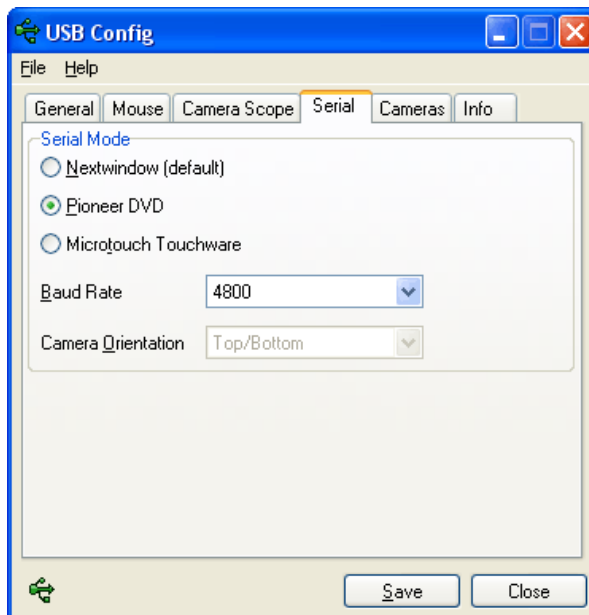 USB Config
File Help
General Mouse Camera Scope Serial Cameras Info
Serial Mode
Nextwindow (default)
Pioneer DVD
Microtouch Touchware
Baud Rate 4800
Camera Orientation Top/Bottom
Save Close